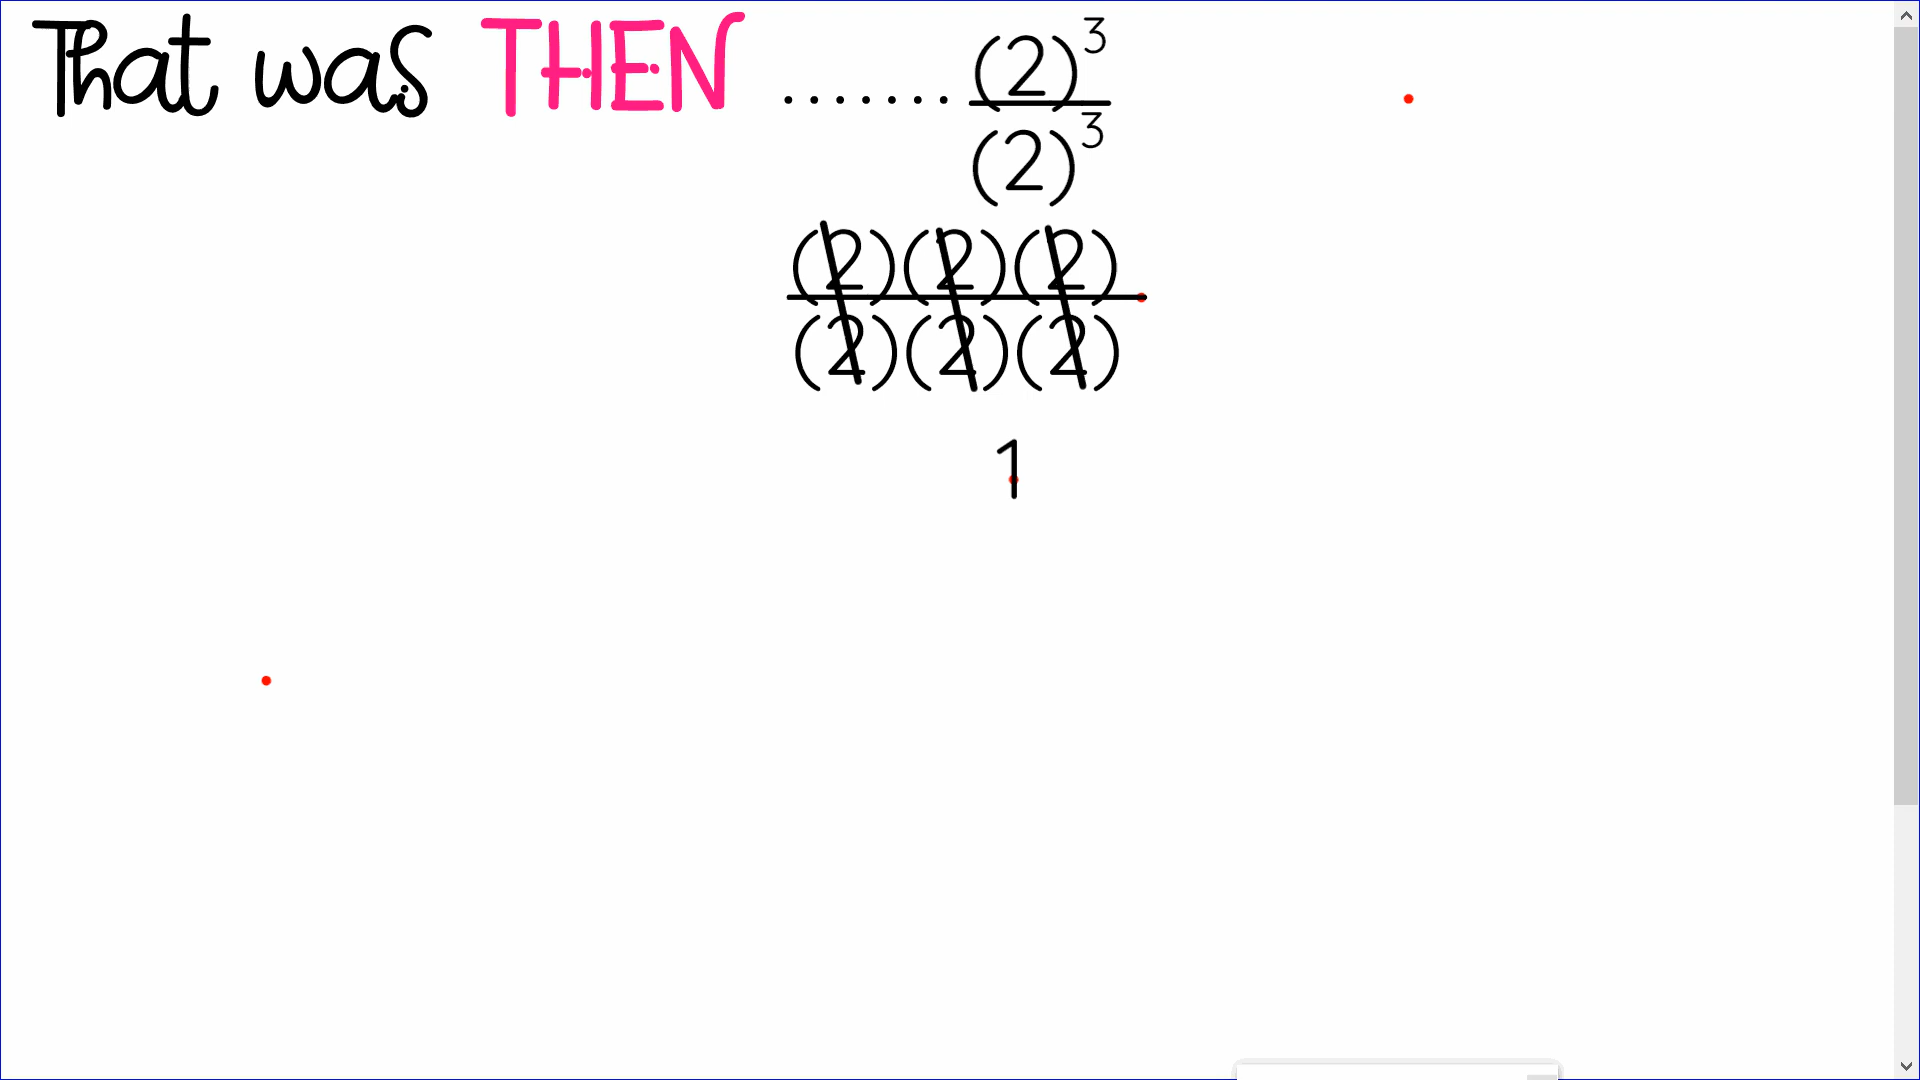 That was THEN ....... (2)³
(2)³
(2)(2)(2)
(2)(2)(2)
1